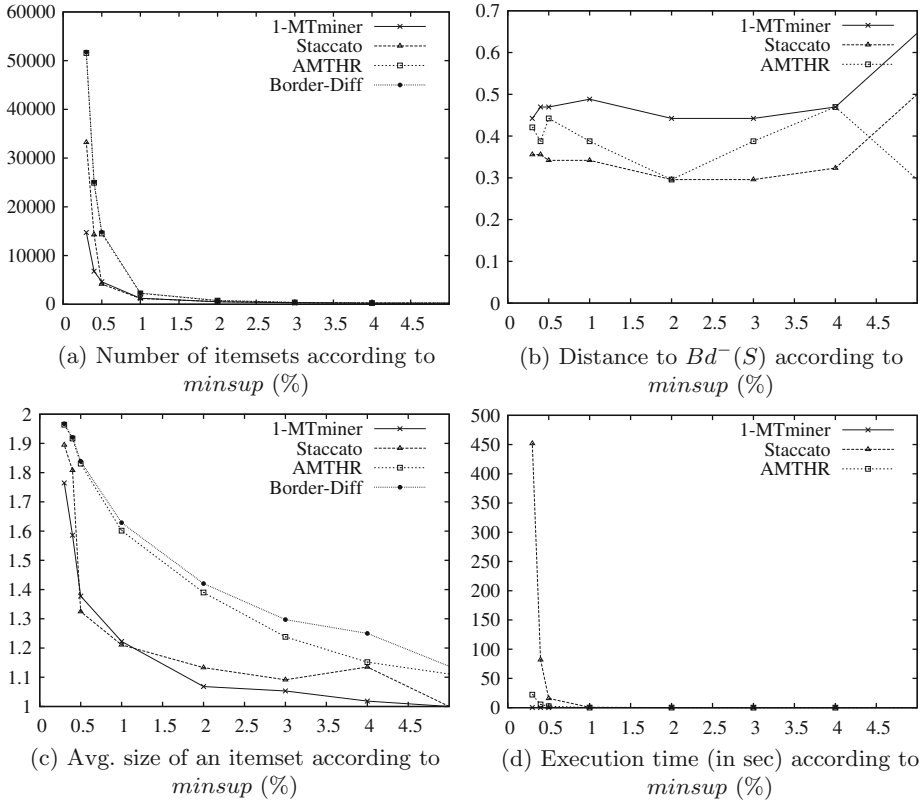 60000
50000
40000
30000
20000
10000
0
0 0.5 1 1.5 2 2.5 3 3.5 4 4.5
1-MTminer
Staccato
AMTHR
Border-Diff
(a) Number of itemsets according to
minsup (%)
0.7
0.6
0.5
0.4
0.3
0.2
0.1
0
0 0.5 1 1.5 2 2.5 3 3.5 4 4.5
1-MTminer
Staccato
AMTHR
(b) Distance to Bd⁻(S) according to
minsup (%)
2
1.9
1.8
1.7
1.6
1.5
1.4
1.3
1.2
1.1
1
0 0.5 1 1.5 2 2.5 3 3.5 4 4.5
1-MTminer
Staccato
AMTHR
Border-Diff
(c) Avg. size of an itemset according to
minsup (%)
500
450
400
350
300
250
200
150
100
50
0
0 0.5 1 1.5 2 2.5 3 3.5 4 4.5
1-MTminer
Staccato
AMTHR
(d) Execution time (in sec) according to
minsup (%)